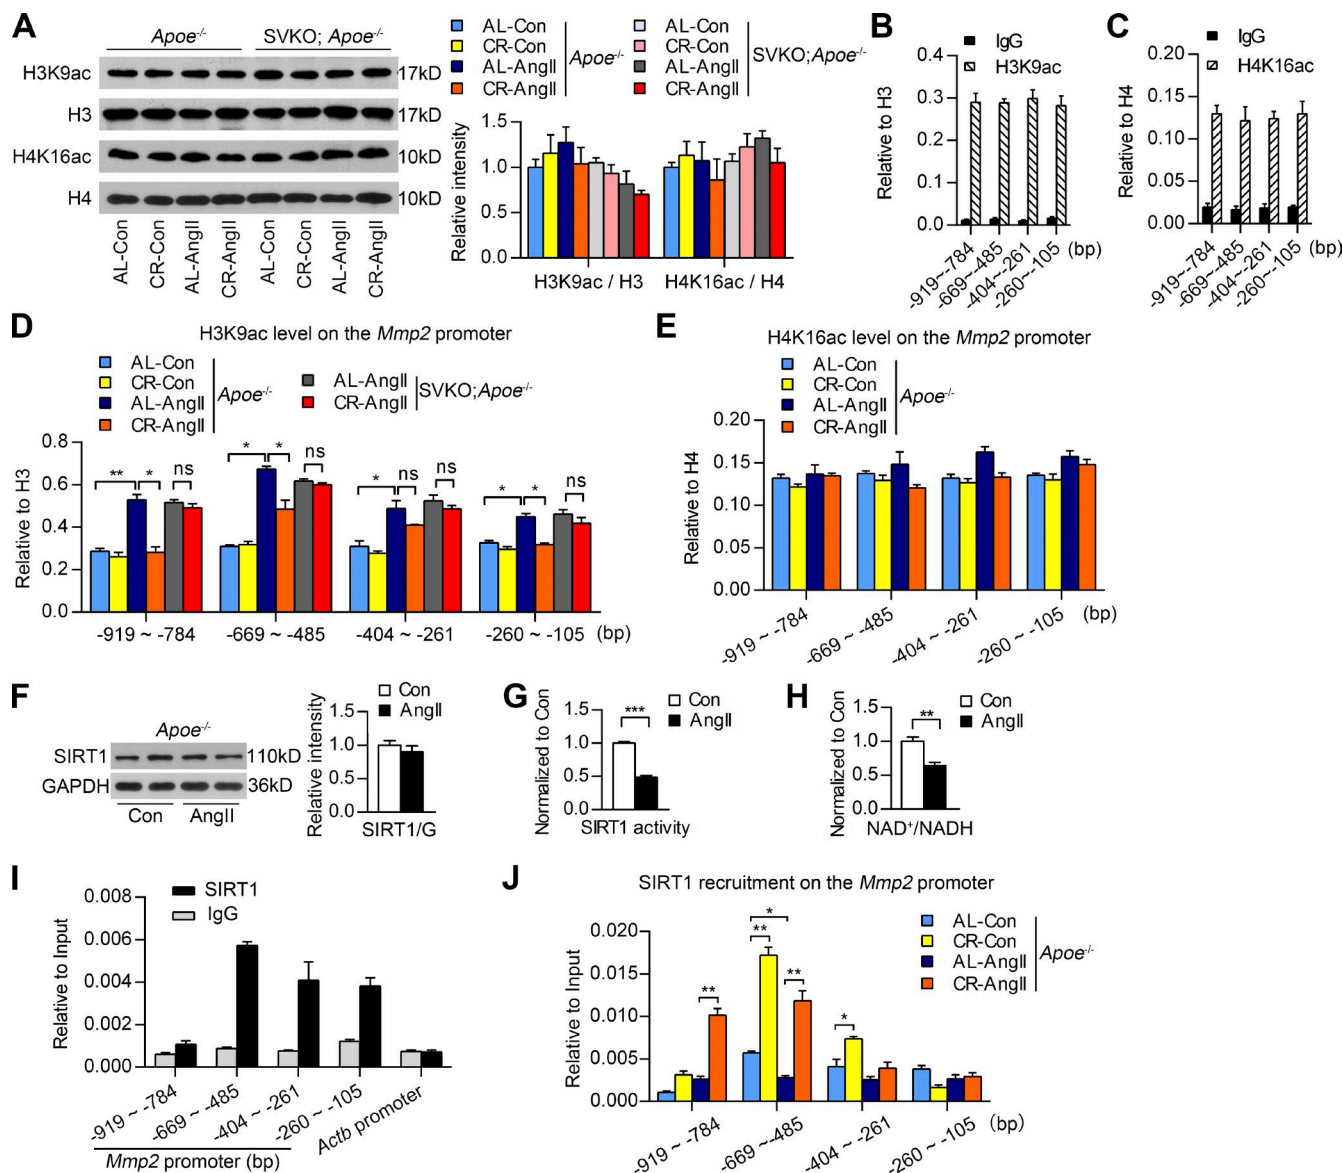 A
Apoe-/-
SVKO; Apoe-/-
H3K9ac
17kD
H3
17kD
H4K16ac
10kD
H4
10kD
AL-Con
CR-Con
AL-AngII
CR-AngII
AL-Con
CR-Con
AL-AngII
CR-AngII
AL-Con
CR-Con
AL-AngII
CR-AngII
Apoe-/-
AL-Con
CR-Con
AL-AngII
CR-AngII
SVKO;Apoe-/-
Relative intensity
1.5
1.0
0.5
0.0
H3K9ac / H3
H4K16ac / H4
B
IgG
H3K9ac
Relative to H3
0.4
0.3
0.2
0.1
0.0
-919~-784
-669~-485
-404~-261
-260~-105
(bp)
C
IgG
H4K16ac
Relative to H4
0.20
0.15
0.10
0.05
0.00
-919~-784
-669~-485
-404~-261
-260~-105
(bp)
D
H3K9ac level on the Mmp2 promoter
AL-Con
CR-Con
AL-AngII
CR-AngII
Apoe-/-
AL-AngII
CR-AngII
SVKO;Apoe-/-
Relative to H3
0.8
0.6
0.4
0.2
0.0
** * ns
* * ns
* ns ns
* * ns
-919 ~ -784
-669 ~ -485
-404 ~ -261
-260 ~ -105
(bp)
E
H4K16ac level on the Mmp2 promoter
AL-Con
CR-Con
AL-AngII
CR-AngII
Apoe-/-
Relative to H4
0.20
0.15
0.10
0.05
0.00
-919 ~ -784
-669 ~ -485
-404 ~ -261
-260 ~ -105
(bp)
F
Apoe-/-
SIRT1
110kD
GAPDH
36kD
Con
AngII
Con
AngII
Relative intensity
1.5
1.0
0.5
0.0
SIRT1/G
G
Con
AngII
Normalized to Con
1.5
1.0
0.5
0.0
***
SIRT1 activity
H
Con
AngII
Normalized to Con
1.5
1.0
0.5
0.0
**
NAD+/NADH
I
SIRT1
IgG
Relative to Input
0.008
0.006
0.004
0.002
0.000
-919 ~ -784
-669 ~ -485
-404 ~ -261
-260 ~ -105
Actb promoter
Mmp2 promoter (bp)
J
SIRT1 recruitment on the Mmp2 promoter
AL-Con
CR-Con
AL-AngII
CR-AngII
Apoe-/-
Relative to Input
0.020
0.015
0.010
0.005
0.000
**
*
**
**
*
-919 ~ -784
-669 ~ -485
-404 ~ -261
-260 ~ -105
(bp)